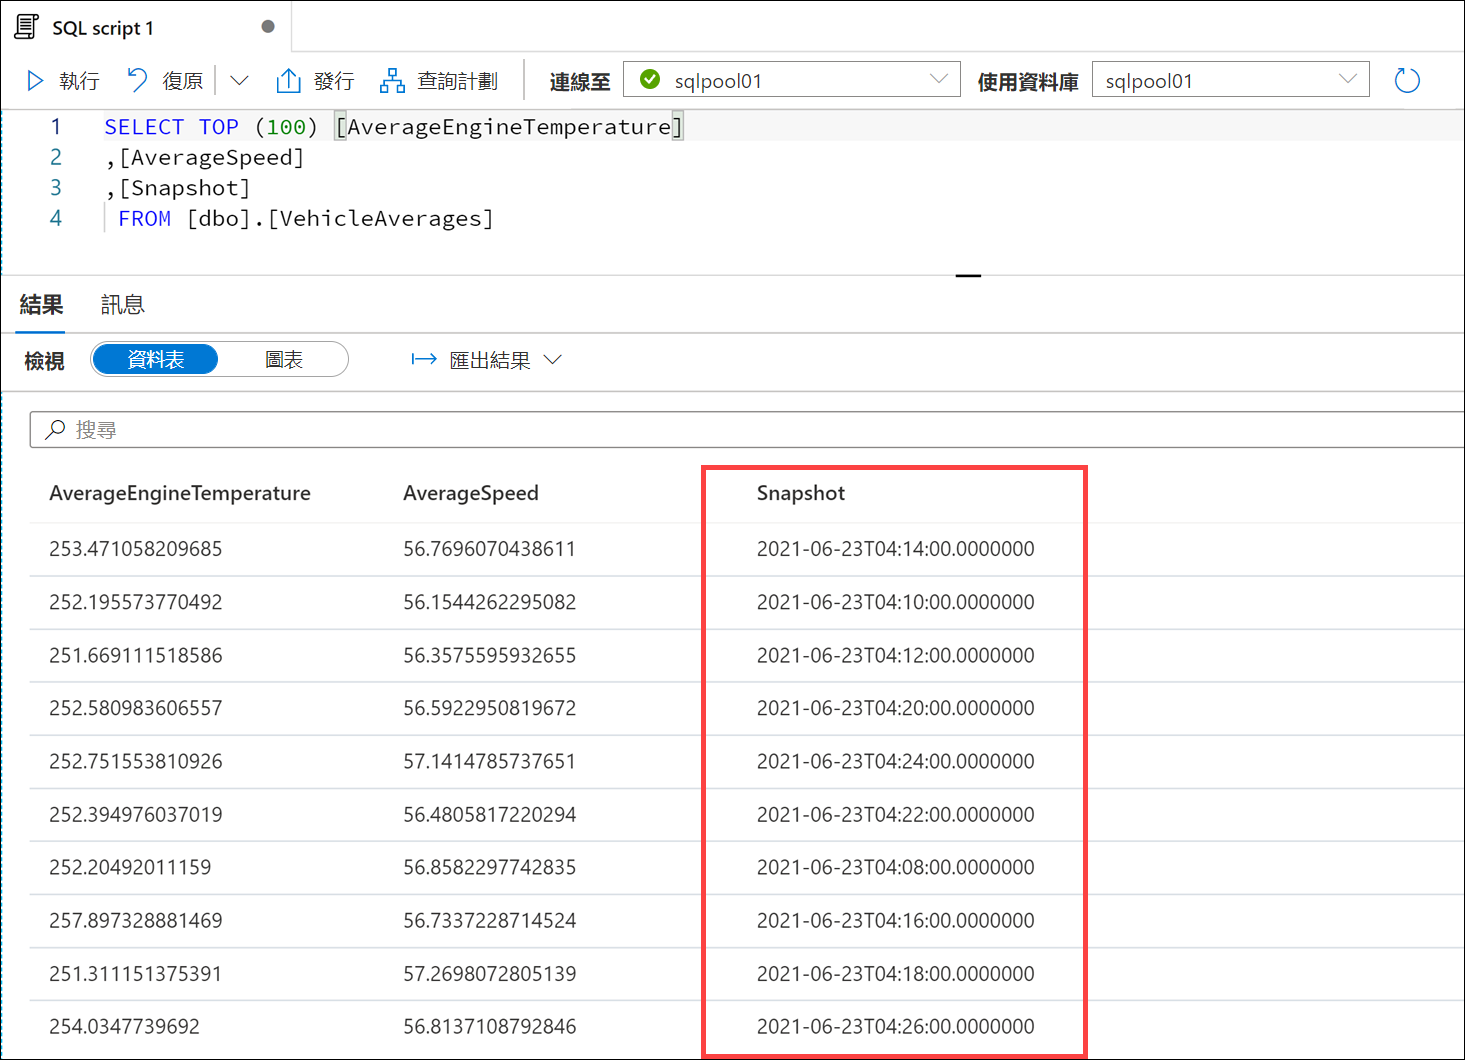 SQL script 1
執行 復原 發行 查詢計劃 連線至 sqlpool01 使用資料庫 sqlpool01
1 SELECT TOP (100) [AverageEngineTemperature]
2 ,[AverageSpeed]
3 ,[Snapshot]
4 FROM [dbo].[VehicleAverages]
結果 訊息
檢視 資料表 圖表 匯出結果
搜尋
AverageEngineTemperature AverageSpeed Snapshot
253.471058209685 56.7696070438611 2021-06-23T04:14:00.0000000
252.195573770492 56.1544262295082 2021-06-23T04:10:00.0000000
251.669111518586 56.3575595932655 2021-06-23T04:12:00.0000000
252.580983606557 56.5922950819672 2021-06-23T04:20:00.0000000
252.751553810926 57.1414785737651 2021-06-23T04:24:00.0000000
252.394976037019 56.4805817220294 2021-06-23T04:22:00.0000000
252.20492011159 56.8582297742835 2021-06-23T04:08:00.0000000
257.897328881469 56.7337228714524 2021-06-23T04:16:00.0000000
251.311151375391 57.2698072805139 2021-06-23T04:18:00.0000000
254.0347739692 56.8137108792846 2021-06-23T04:26:00.0000000